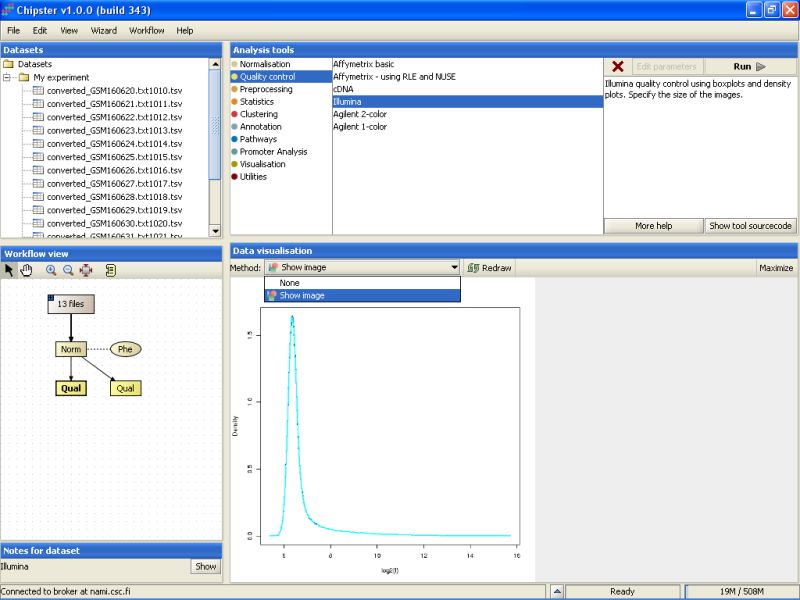 Chipster v1.0.0 (build 343)
File Edit View Wizard Workflow Help
Datasets
Datasets
My experiment
converted_GSM160620.txt1010.tsv
converted_GSM160621.txt1011.tsv
converted_GSM160622.txt1012.tsv
converted_GSM160623.txt1013.tsv
converted_GSM160624.txt1014.tsv
converted_GSM160625.txt1015.tsv
converted_GSM160626.txt1016.tsv
converted_GSM160627.txt1017.tsv
converted_GSM160628.txt1018.tsv
converted_GSM160629.txt1019.tsv
converted_GSM160630.txt1020.tsv
converted_GSM160631.txt1021.tsv
Analysis tools
Normalisation
Quality control
Preprocessing
Statistics
Clustering
Annotation
Pathways
Promoter Analysis
Visualisation
Utilities
Affymetrix basic
Affymetrix - using RLE and NUSE
cDNA
Illumina
Agilent 2-color
Agilent 1-color
Edit parameters
Run
Illumina quality control using boxplots and density
plots. Specify the size of the images.
More help
Show tool sourcecode
Workflow view
13 files
Norm
Phe
Qual
Qual
Notes for dataset
Illumina
Show
Data visualisation
Method:
Show image
Redraw
Maximize
None
Show image
Density
0.0
0.5
1.0
1.5
6 8 10 12 14 16
log2(I)
Connected to broker at nami.csc.fi
Ready
19M / 508M